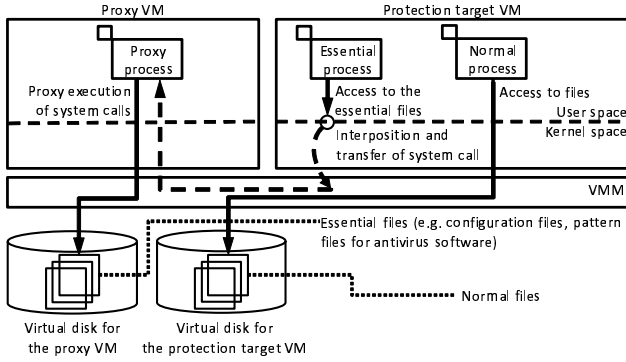 Proxy VM
Protection target VM
Proxy
process
Essential
process
Normal
process
Proxy execution
of system calls
Access to the
essential files
Access to files
User space
Kernel space
Interposition and
transfer of system call
VMM
Essential files (e.g. configuration files, pattern
files for antivirus software)
Normal files
Virtual disk for
the proxy VM
Virtual disk for
the protection target VM